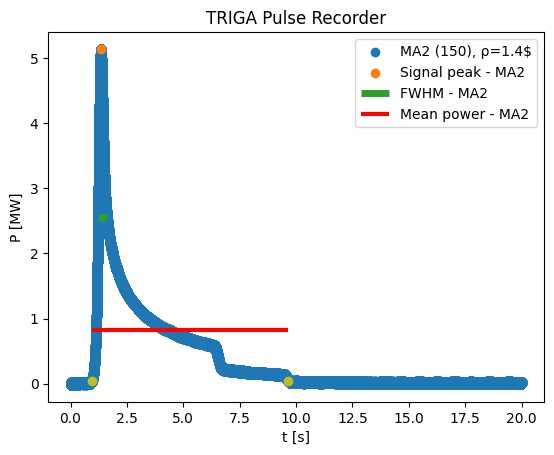 TRIGA Pulse Recorder
MA2 (150), ρ=1.4$
Signal peak - MA2
FWHM - MA2
Mean power - MA2
P [MW]
5
4
3
2
1
0
0.0 2.5 5.0 7.5 10.0 12.5 15.0 17.5 20.0
t [s]